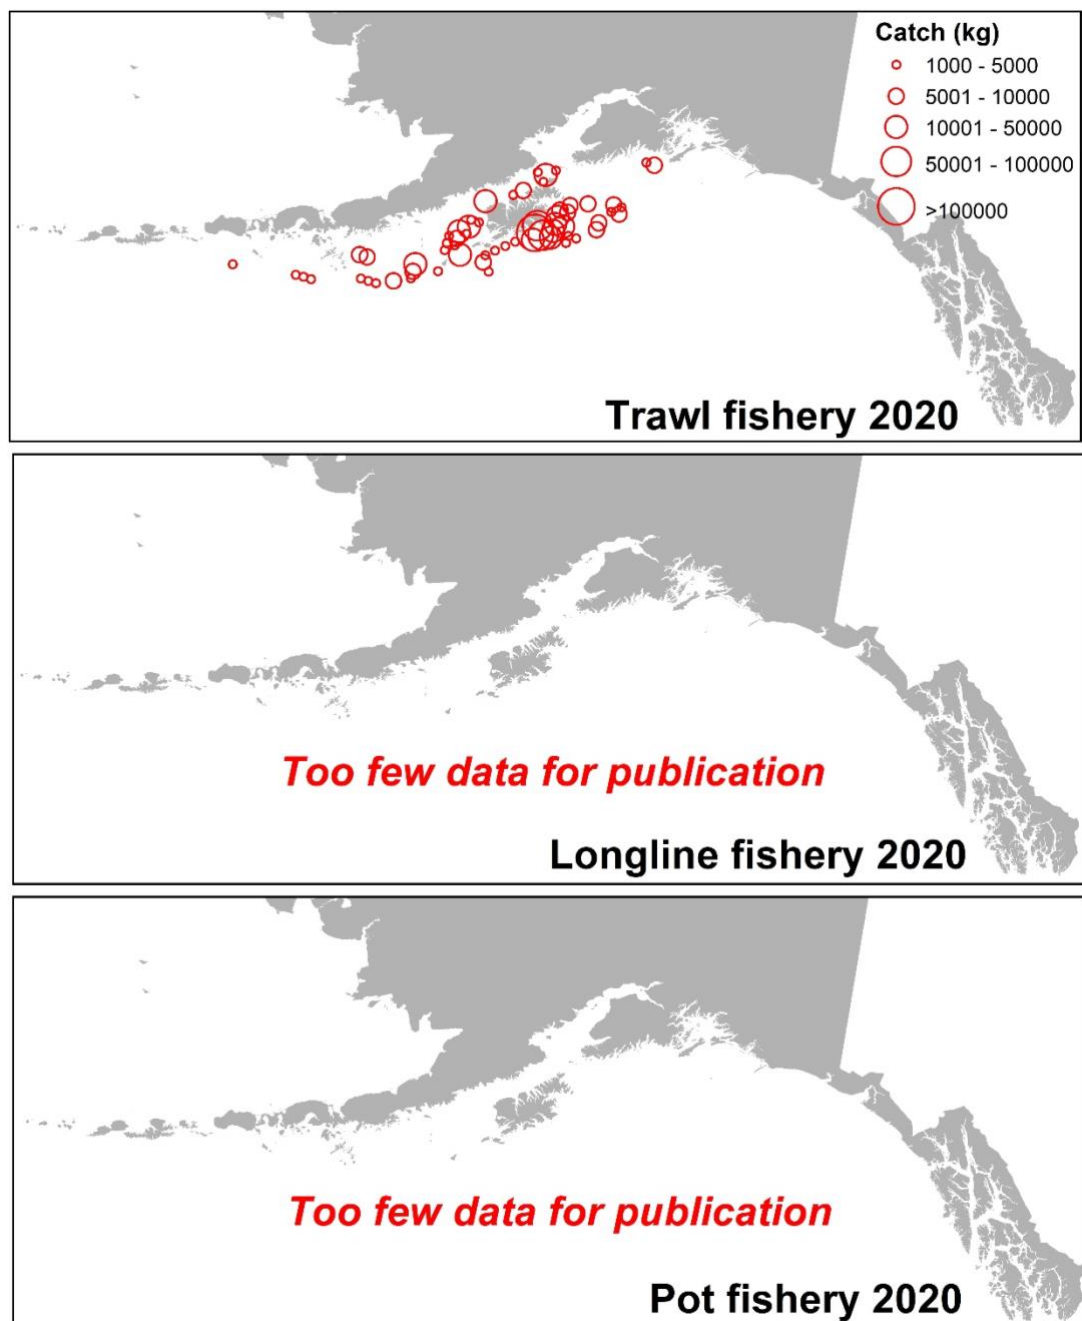 Catch (kg)
1000 - 5000
5001 - 10000
10001 - 50000
50001 - 100000
>100000
Trawl fishery 2020
Too few data for publication
Longline fishery 2020
Too few data for publication
Pot fishery 2020